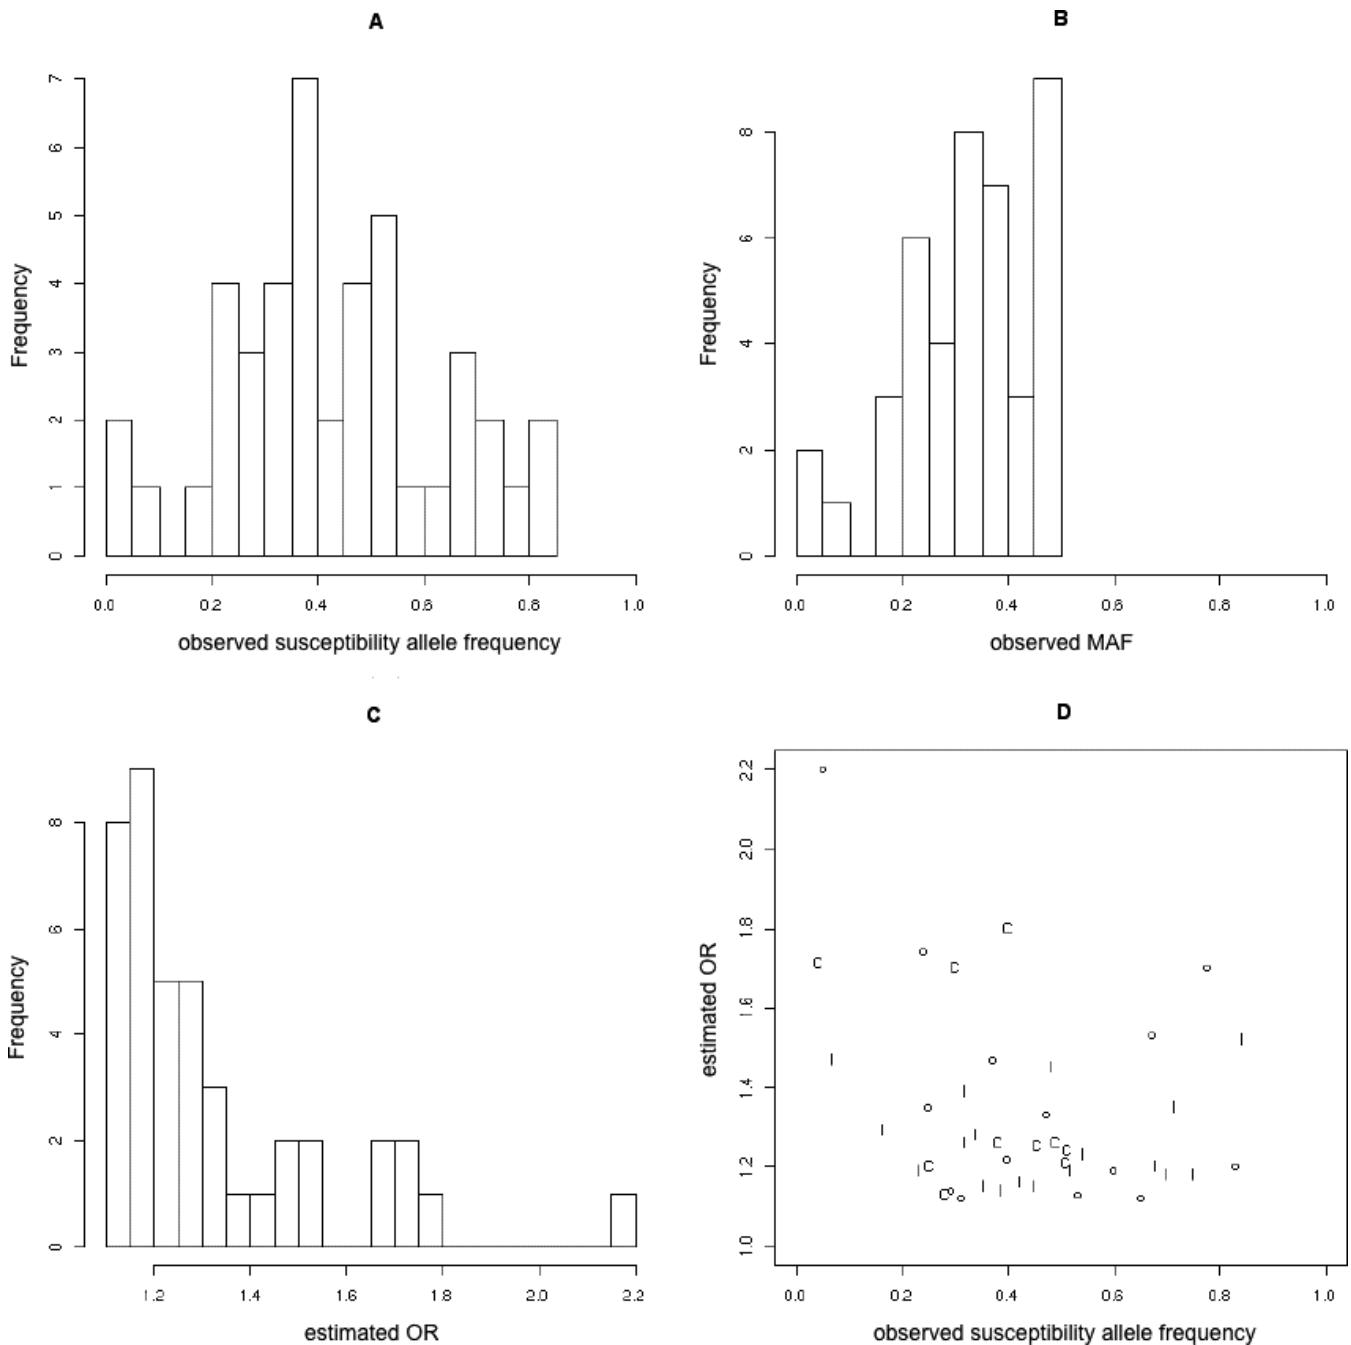 A
Frequency
0 1 2 3 4 5 6 7
0.0 0.2 0.4 0.6 0.8 1.0
observed susceptibility allele frequency
B
Frequency
0 2 4 6 8
0.0 0.2 0.4 0.6 0.8 1.0
observed MAF
C
Frequency
0 2 4 6 8
1.2 1.4 1.6 1.8 2.0 2.2
estimated OR
D
estimated OR
1.0 1.2 1.4 1.6 1.8 2.0 2.2
0.0 0.2 0.4 0.6 0.8 1.0
observed susceptibility allele frequency